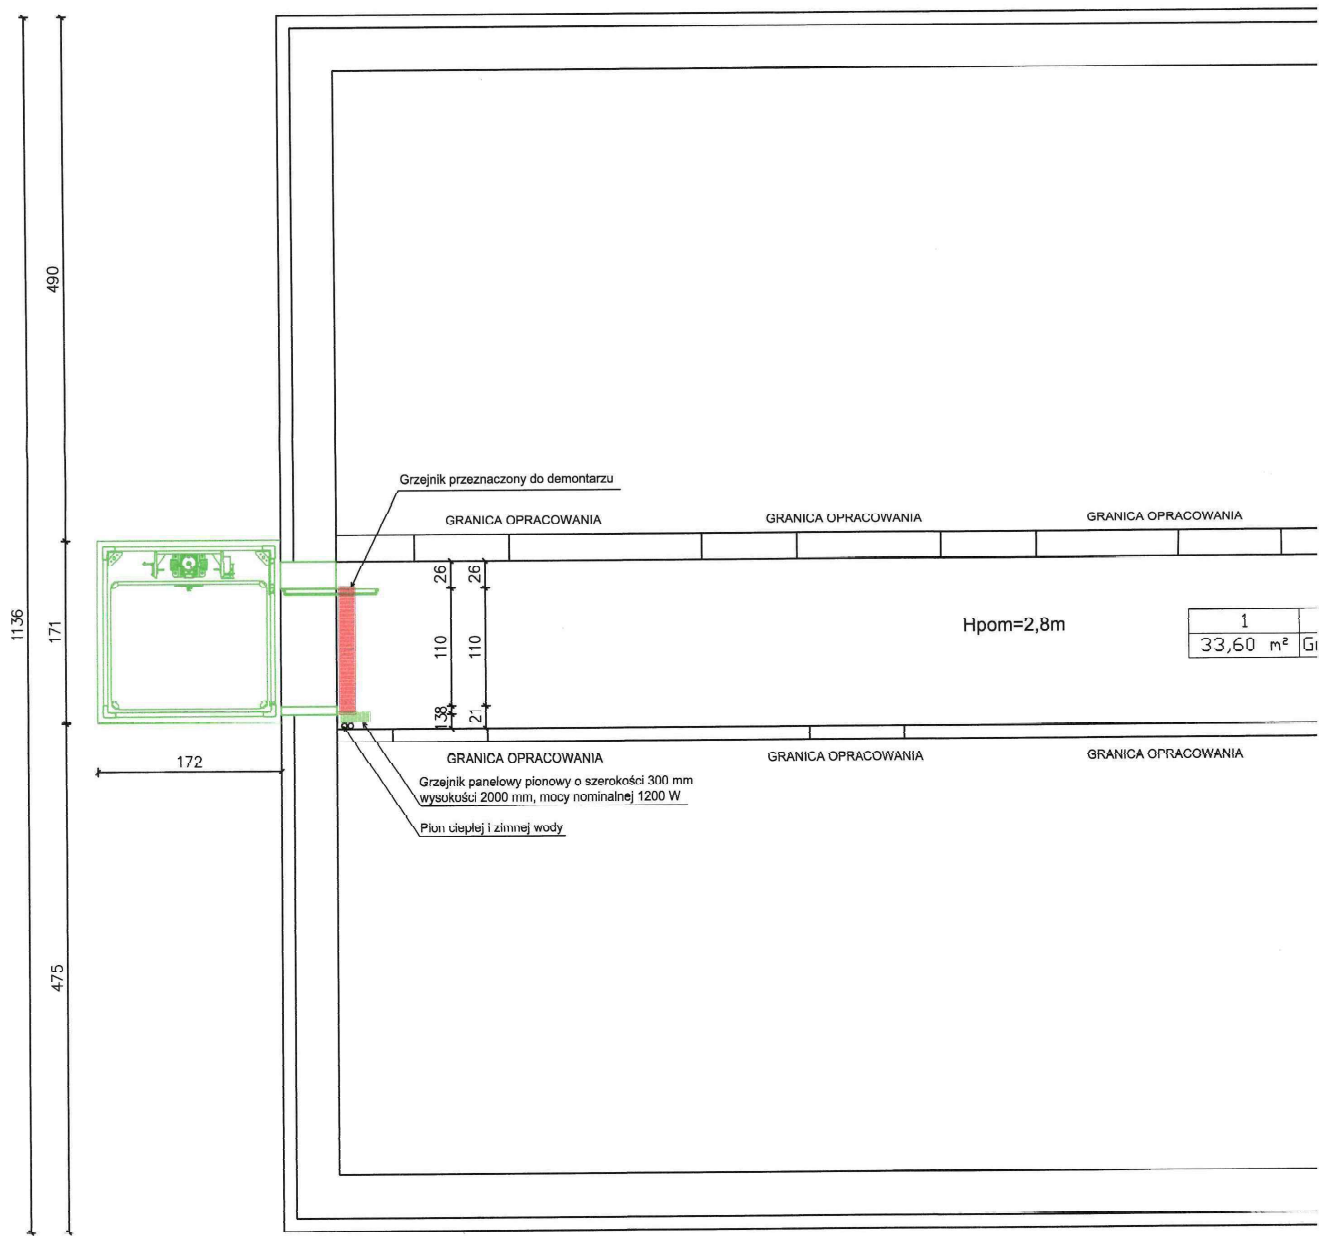 490
Grzejnik przeznaczony do demontarzu
GRANICA OPRACOWANIA
GRANICA OPRACOWANIA
GRANICA OPRACOWANIA
26
26
1136
171
110
110
Hpom=2,8m
1
33,60 m²
138
21
172
GRANICA OPRACOWANIA
GRANICA OPRACOWANIA
GRANICA OPRACOWANIA
Grzejnik panelowy pionowy o szerokości 300 mm
wysokości 2000 mm, mocy nominalnej 1200 W
Pion ciepłej i zimnej wody
475